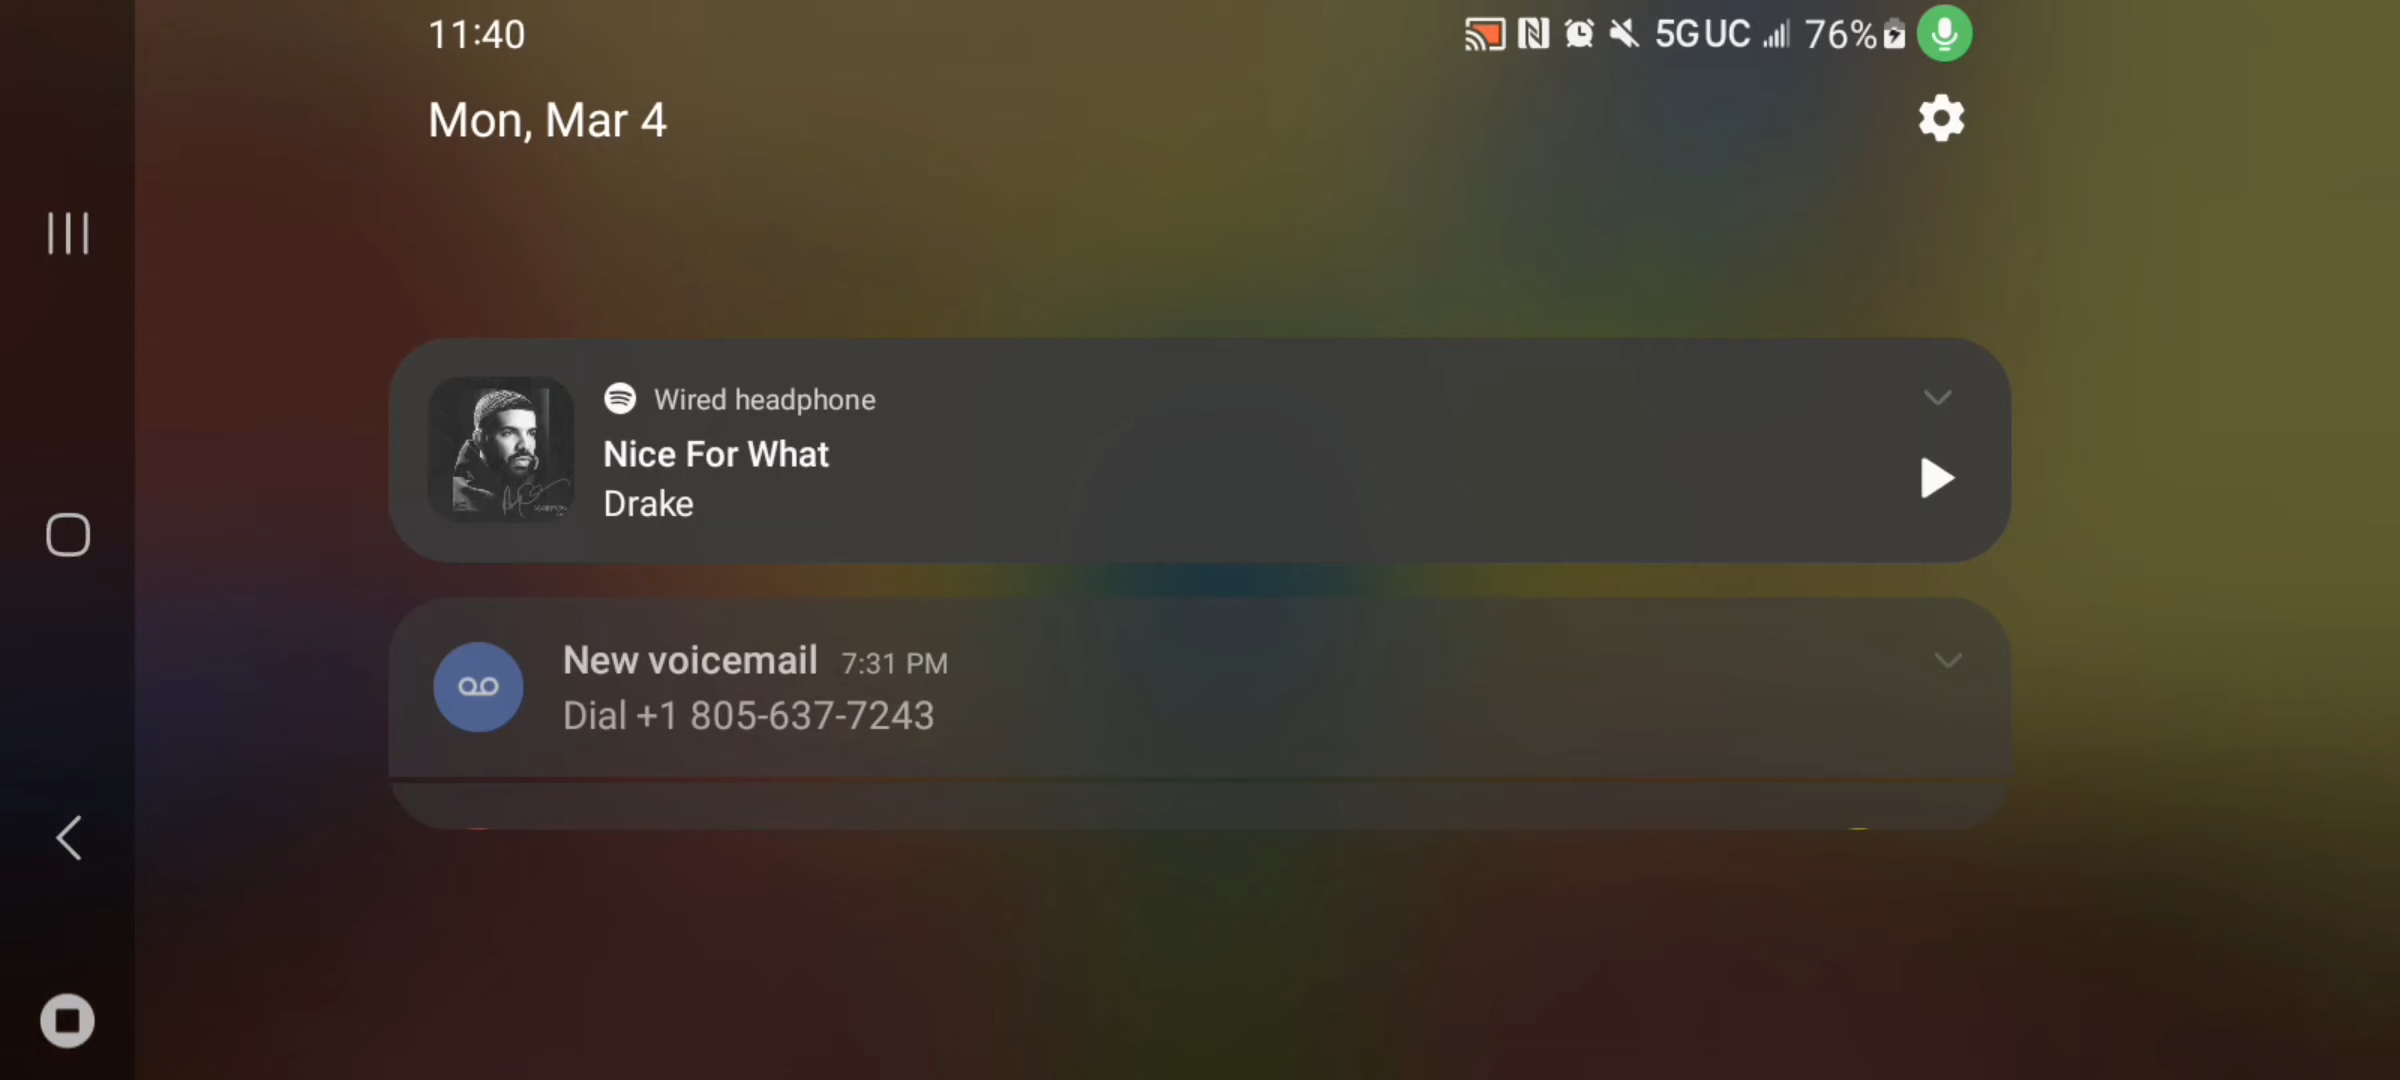 11:40
5G UC 76%
Mon, Mar 4
Wired headphone
Nice For What
Drake
New voicemail 7:31 PM
Dial +1 805-637-7243